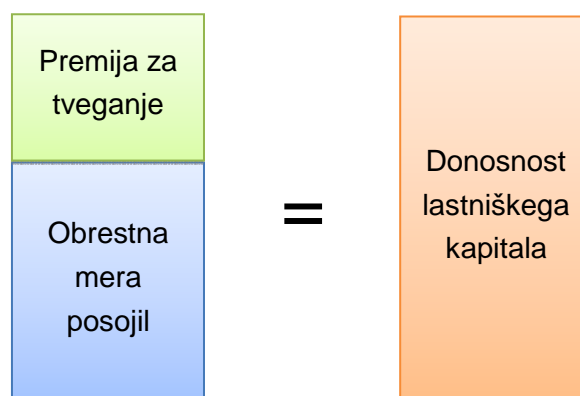 Premija za
tveganje
Obrestna
mera
posojil
=
Donosnost
lastniškega
kapitala